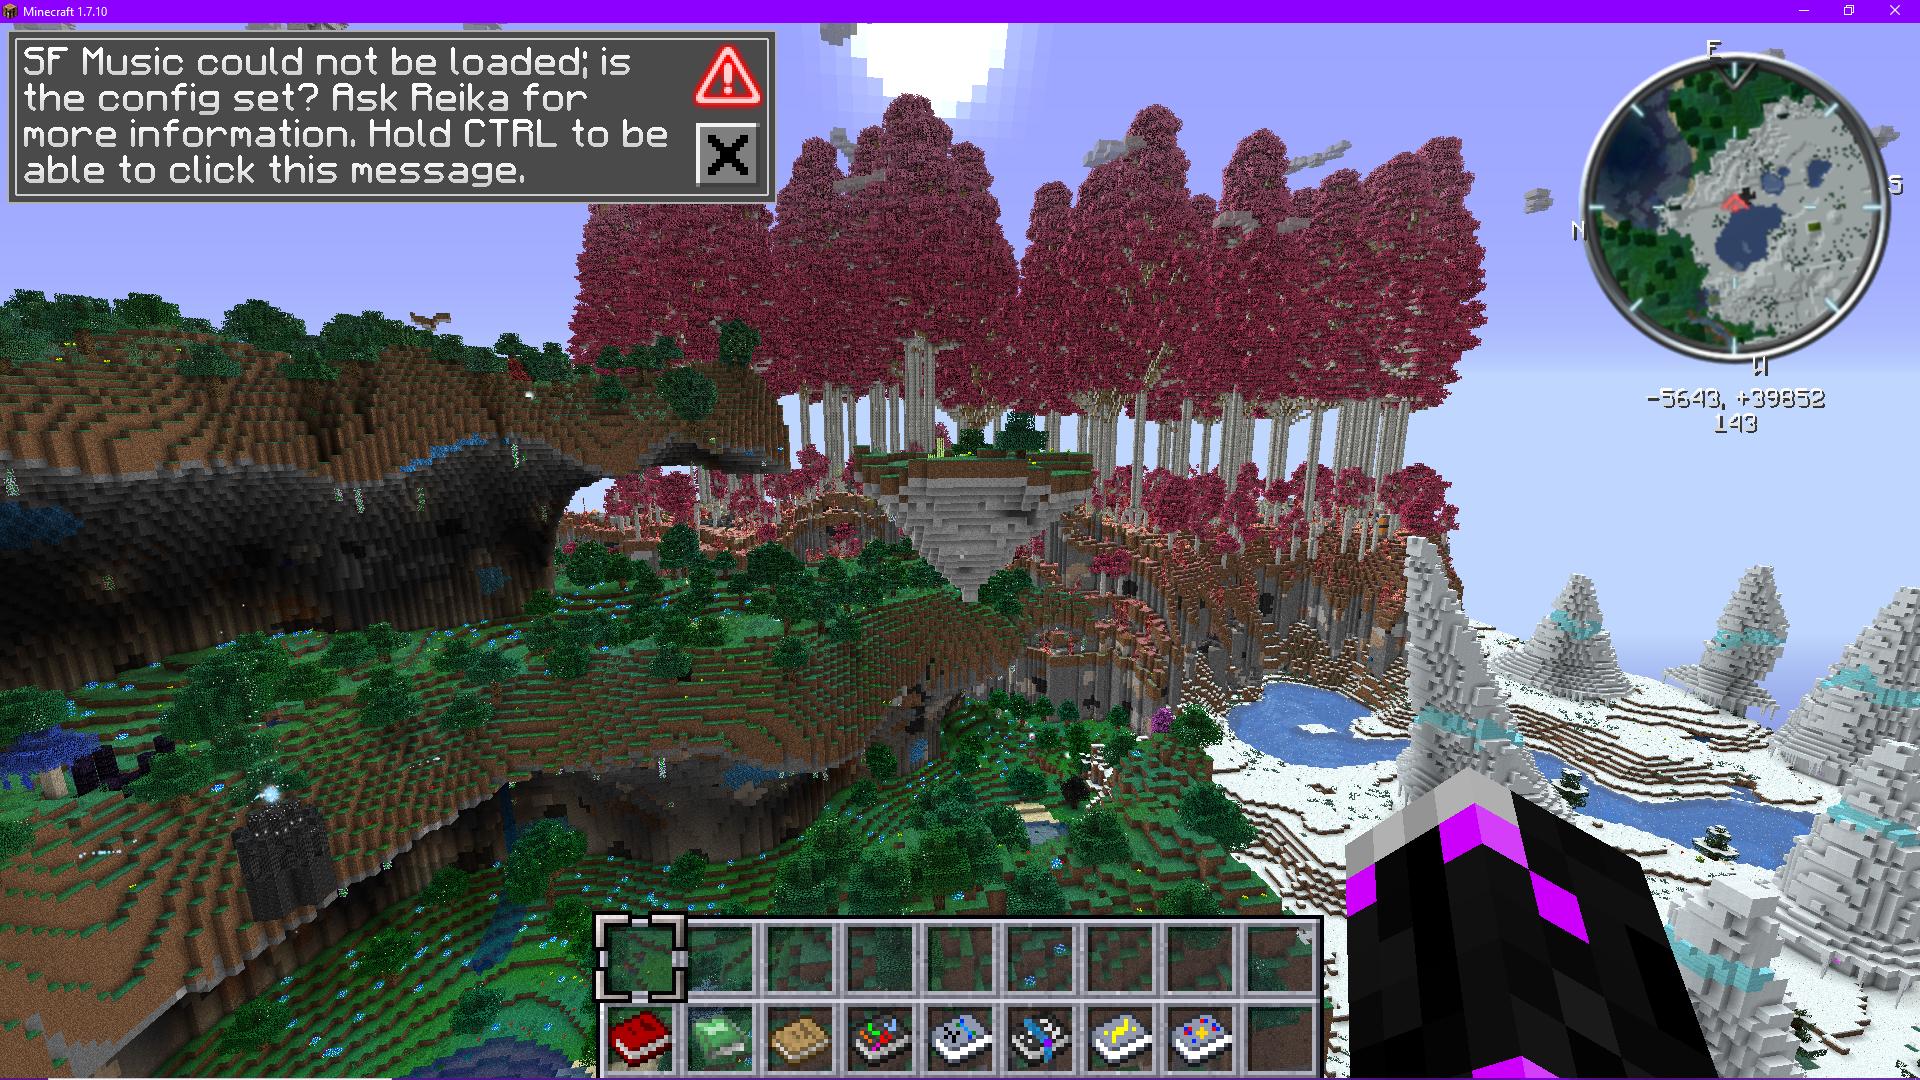 Minecraft 1.7.10
SF Music could not be loaded; is
the config set? Ask Reika for
more information. Hold CTRL to be
able to click this message.
E
S
N
W
-5643, +39852
143